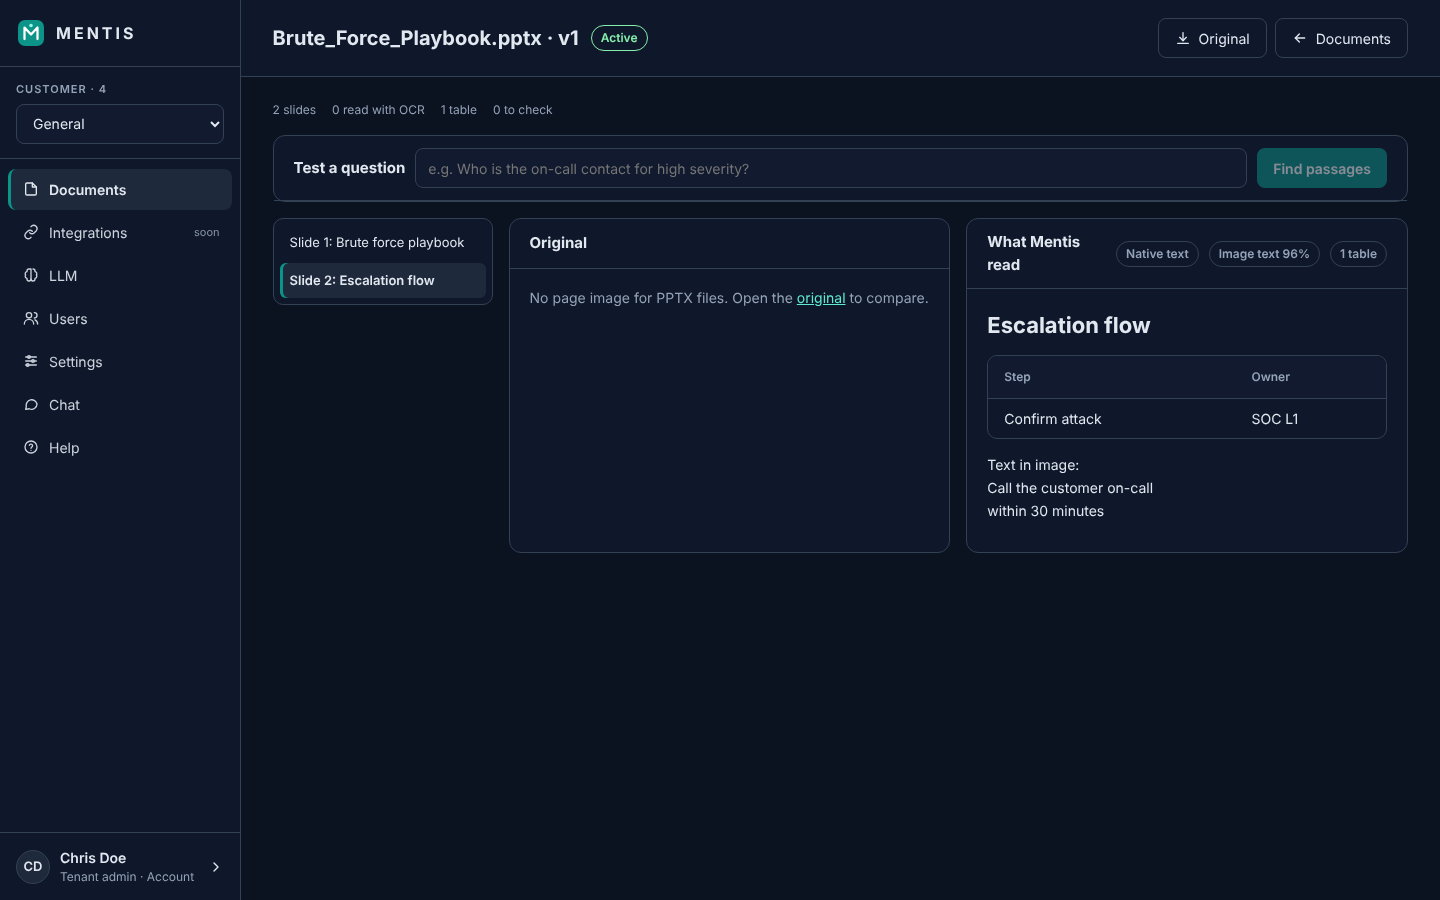 MENTIS
CUSTOMER · 4
General
Documents
Integrations soon
LLM
Users
Settings
Chat
Help
CD
Chris Doe
Tenant admin · Account
Brute_Force_Playbook.pptx · v1 Active
Original
Documents
2 slides 0 read with OCR 1 table 0 to check
Test a question e.g. Who is the on-call contact for high severity? Find passages
Slide 1: Brute force playbook
Slide 2: Escalation flow
Original
No page image for PPTX files. Open the original to compare.
What Mentis
read
Native text Image text 96% 1 table
Escalation flow
Step Owner
Confirm attack SOC L1
Text in image:
Call the customer on-call
within 30 minutes